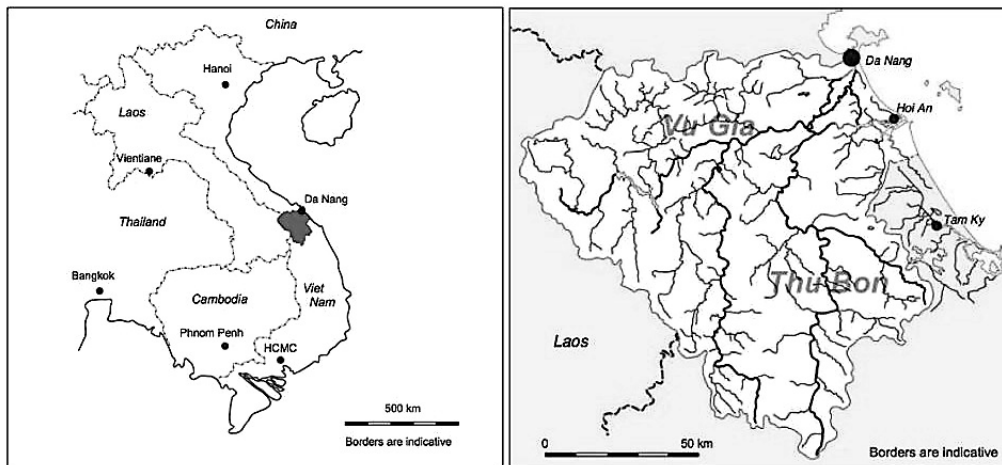 China
Hanoi
Laos
Vientiane
Da Nang
Thailand
Bangkok
Viet
Nam
Cambodia
Phnom Penh
HCMC
500 km
Borders are indicative
Da Nang
Vu Gia
Hoi An
Tam Ky
Thu Bon
Laos
0
50 km
Borders are indicative